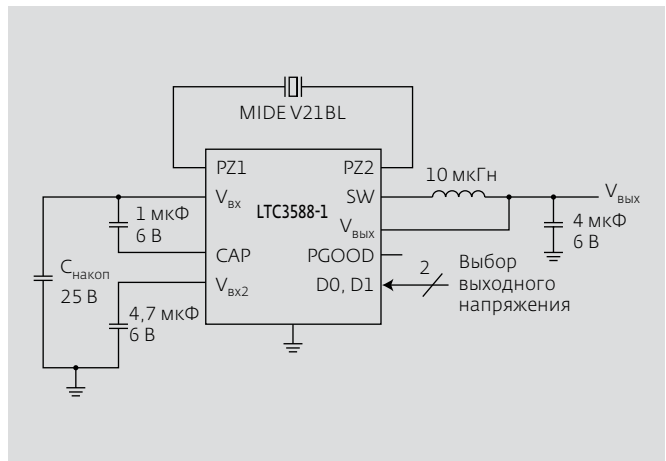 MIDE V21BL
PZ1
PZ2
10 мкГн
Vвх
LTC3588-1
SW
Vвых
1 мкФ
6 В
Vвых
4 мкФ
6 В
CAP
PGOOD
Снакоп
25 В
Vвх2
D0, D1
2
Выбор
выходного
напряжения
4,7 мкФ
6 В